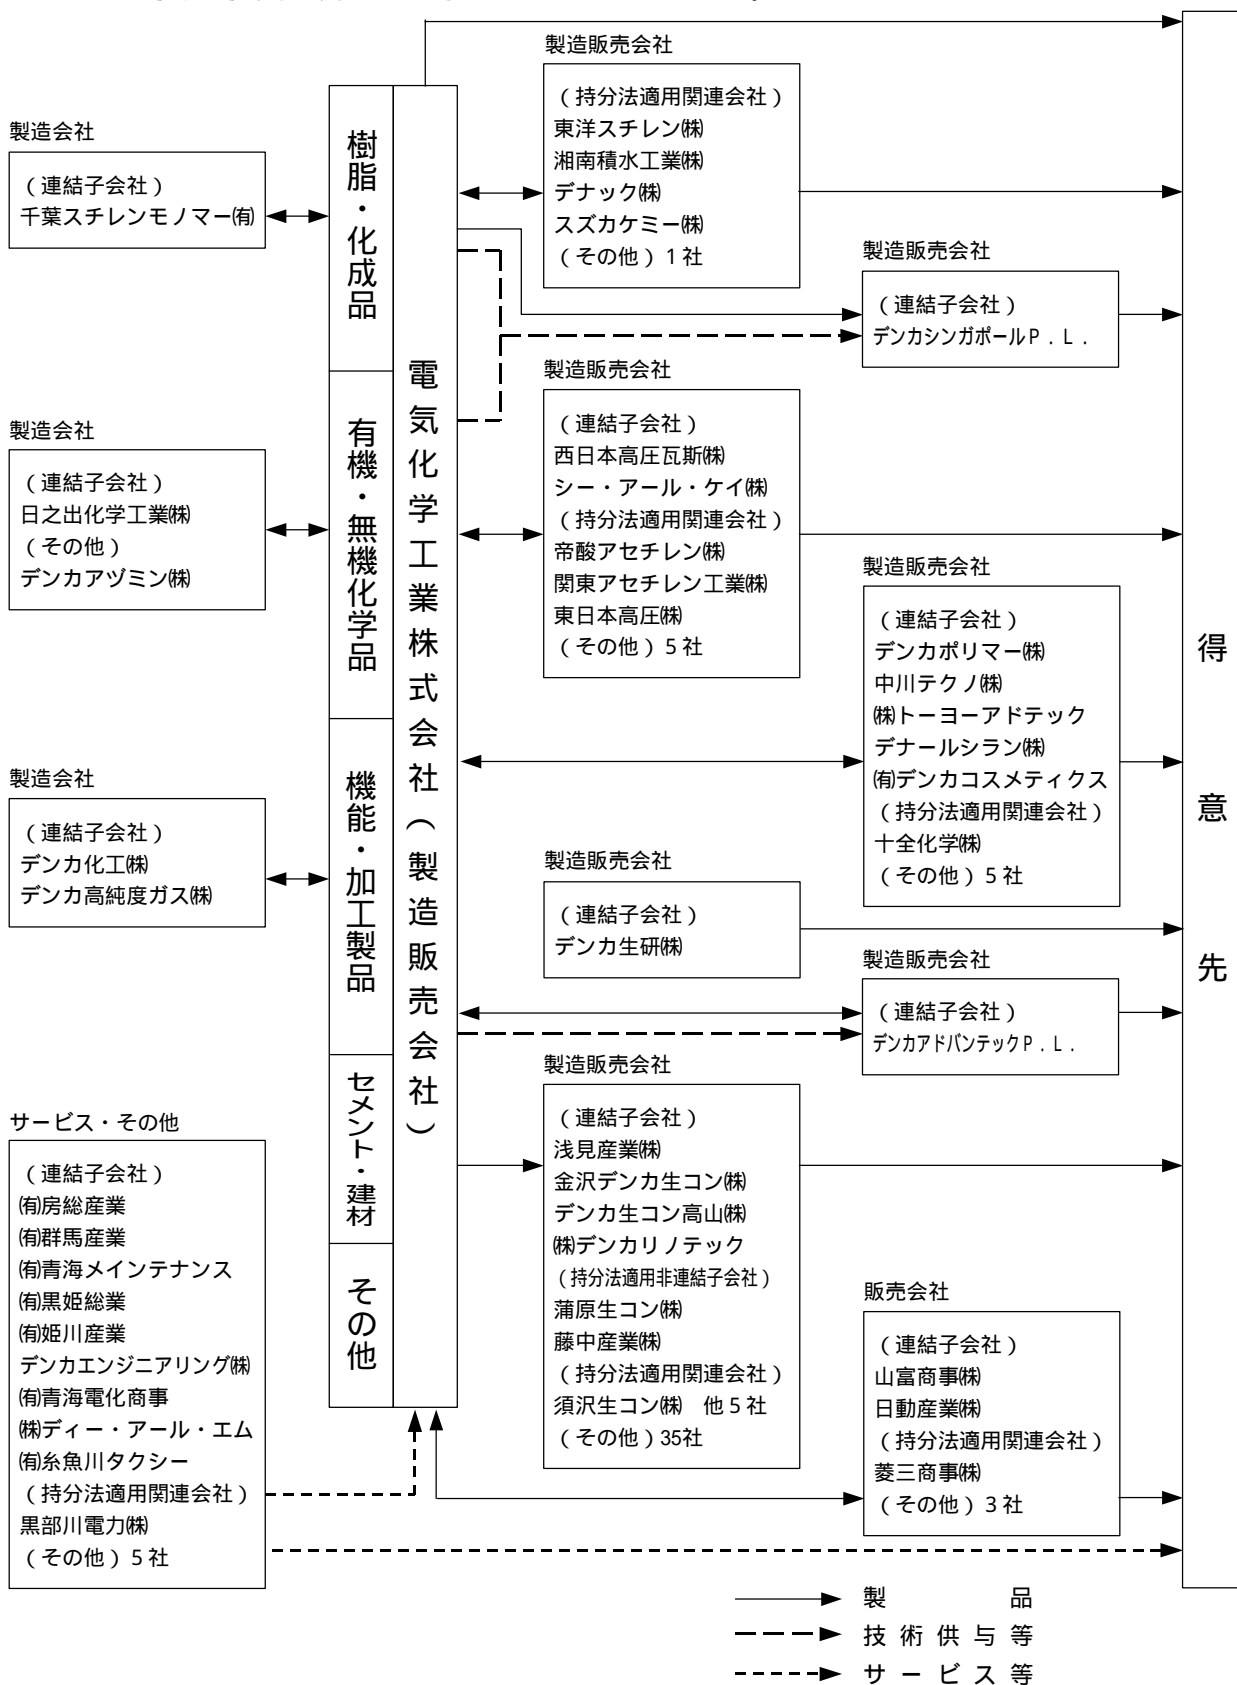 製造会社
（連結子会社）
千葉スチレンモノマー㈲
製造会社
（連結子会社）
日之出化学工業㈱
（その他）
デンカアヅミン㈱
製造会社
（連結子会社）
デンカ化工㈱
デンカ高純度ガス㈱
サービス・その他
（連結子会社）
㈲房総産業
㈲群馬産業
㈲青海メインテナンス
㈲黒姫総業
㈲姫川産業
デンカエンジニアリング㈱
㈲青海電化商事
㈱ディー・アール・エム
㈲糸魚川タクシー
（持分法適用関連会社）
黒部川電力㈱
（その他）５社
樹脂・化成品
有機・無機化学品
機能・加工製品
セメント・建材
その他
電気化学工業株式会社（製造販売会社）
製造販売会社
（持分法適用関連会社）
東洋スチレン㈱
湘南積水工業㈱
デナック㈱
スズカケミー㈱
（その他）１社
製造販売会社
（連結子会社）
デンカシンガポールＰ．Ｌ．
製造販売会社
（連結子会社）
西日本高圧瓦斯㈱
シー・アール・ケイ㈱
（持分法適用関連会社）
帝酸アセチレン㈱
関東アセチレン工業㈱
東日本高圧㈱
（その他）５社
製造販売会社
（連結子会社）
デンカポリマー㈱
中川テクノ㈱
㈱トーヨーアドテック
デナールシラン㈱
㈲デンカコスメティクス
（持分法適用関連会社）
十全化学㈱
（その他）５社
製造販売会社
（連結子会社）
デンカ生研㈱
製造販売会社
（連結子会社）
デンカアドバンテックＰ．Ｌ．
製造販売会社
（連結子会社）
浅見産業㈱
金沢デンカ生コン㈱
デンカ生コン高山㈱
㈱デンカリノテック
（持分法適用非連結子会社）
蒲原生コン㈱
藤中産業㈱
（持分法適用関連会社）
須沢生コン㈱　他５社
（その他）35社
販売会社
（連結子会社）
山富商事㈱
日動産業㈱
（持分法適用関連会社）
菱三商事㈱
（その他）３社
得意先
製品
技術供与等
サービス等